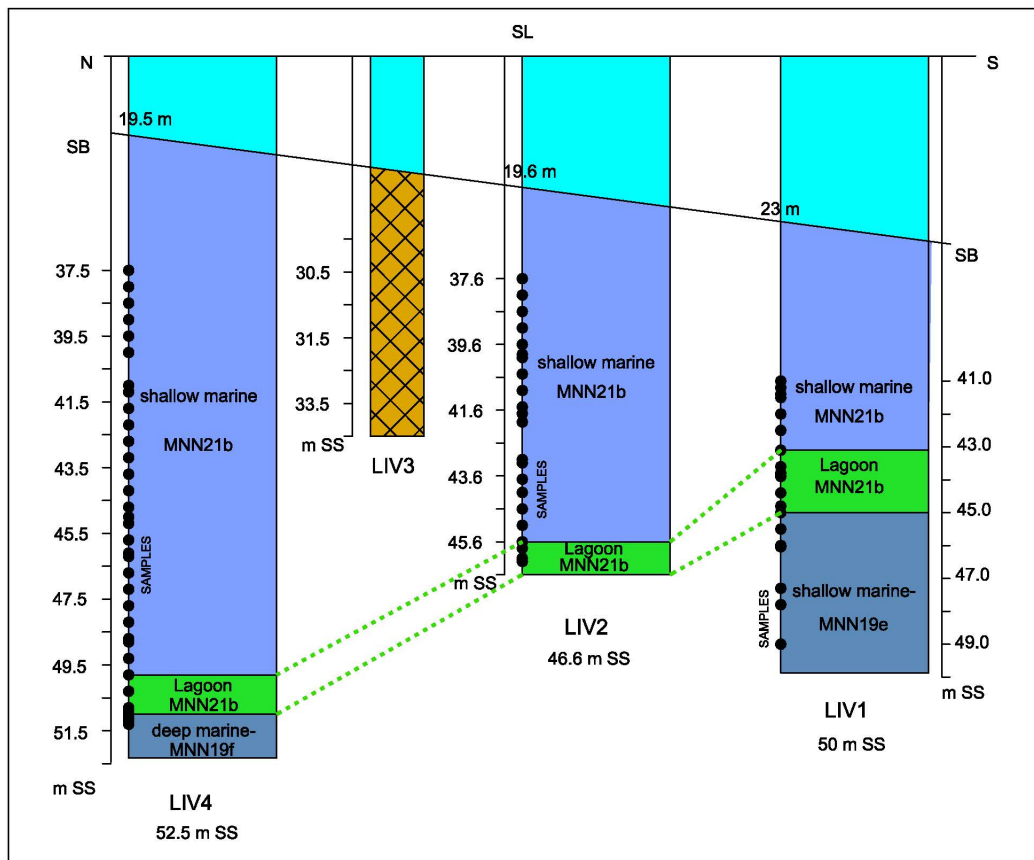 SL
N
S
19.5 m
SB
19.6 m
23 m
SB
37.5
39.5
41.5
43.5
45.5
47.5
49.5
51.5
m SS
SAMPLES
shallow marine
MNN21b
Lagoon
MNN21b
deep marine-
MNN19f
LIV4
52.5 m SS
30.5
31.5
33.5
m SS
LIV3
37.6
39.6
41.6
43.6
45.6
m SS
SAMPLES
shallow marine
MNN21b
Lagoon
MNN21b
LIV2
46.6 m SS
shallow marine
MNN21b
Lagoon
MNN21b
shallow marine-
MNN19e
SAMPLES
41.0
43.0
45.0
47.0
49.0
m SS
LIV1
50 m SS